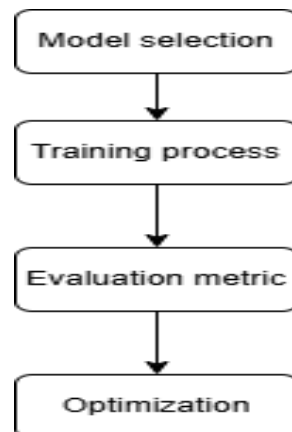 Model selection
Training process
Evaluation metric
Optimization